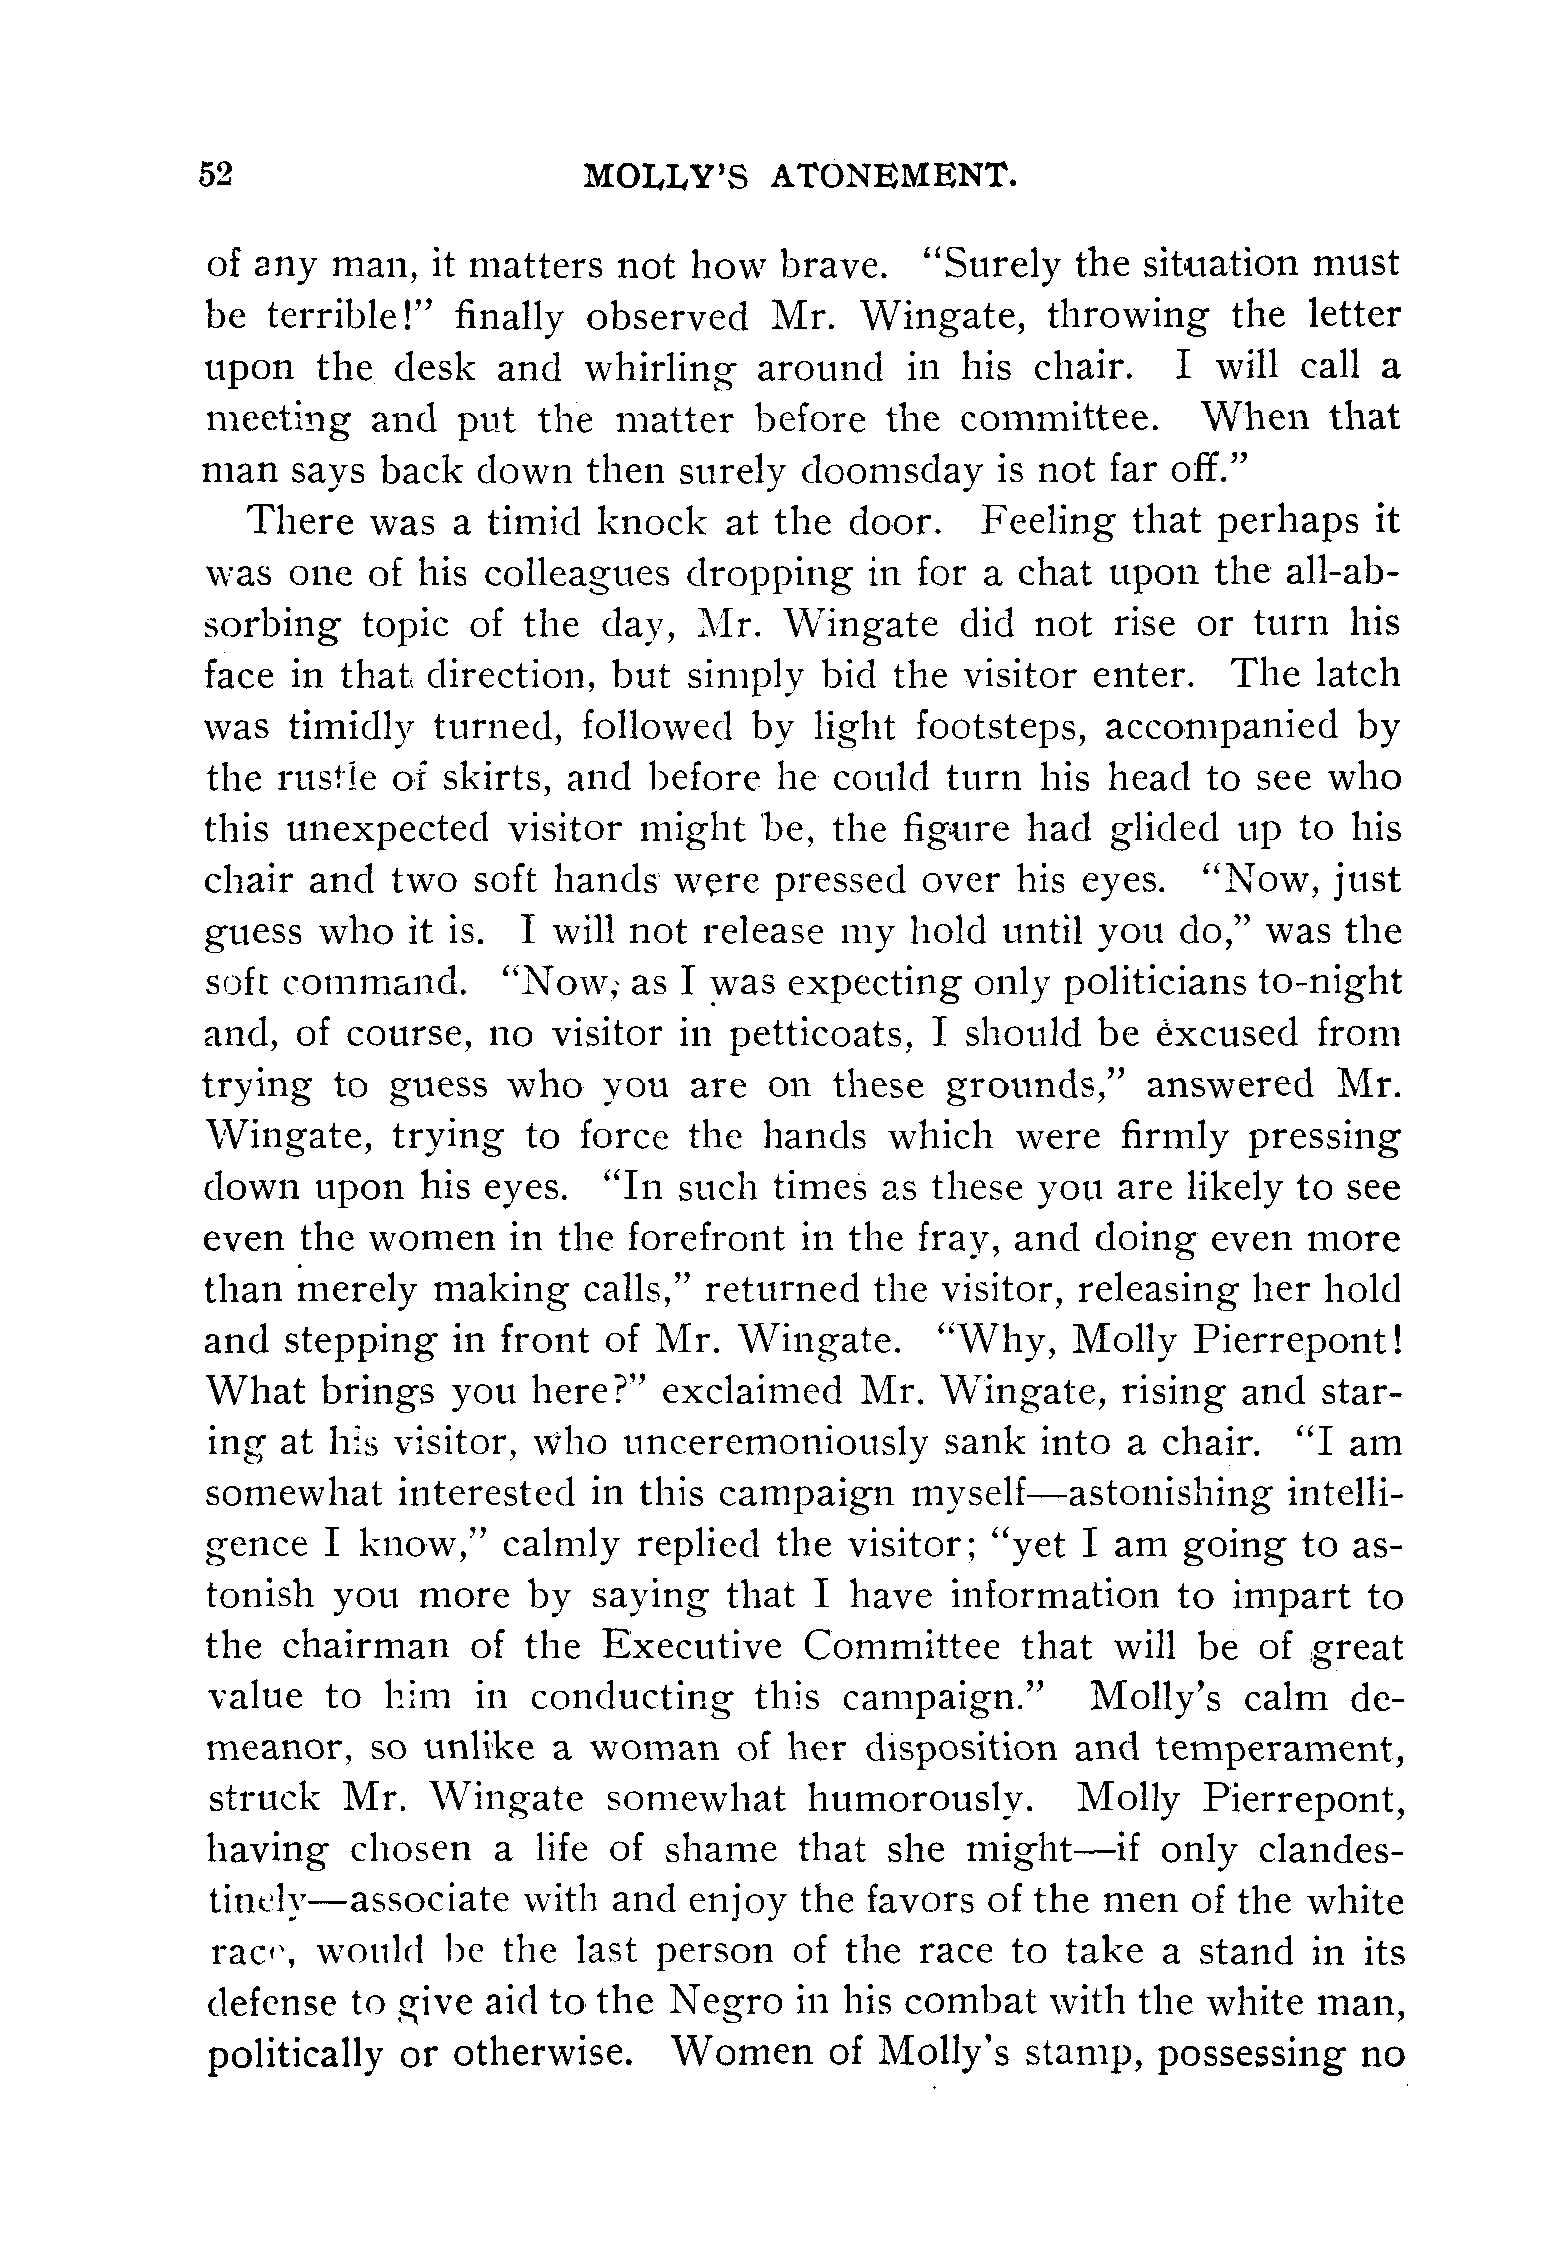 52 MOLLY'S ATONEMENT.
of any man, it matters not how brave. "Surely the situation must
be terrible!" finally observed Mr. Wingate, throwing the letter
upon the desk and whirling around in his chair. I will call a
meeting and put the matter before the committee. When that
man says back down then surely doomsday is not far off."
There was a timid knock at the door. Feeling that perhaps it
was one of his colleagues dropping in for a chat upon the all-ab-
sorbing topic of the day, Mr. Wingate did not rise or turn his
face in that direction, but simply bid the visitor enter. The latch
was timidly turned, followed by light footsteps, accompanied by
the rustle of skirts, and before he could turn his head to see who
this unexpected visitor might be, the figure had glided up to his
chair and two soft hands were pressed over his eyes. "Now, just
guess who it is. I will not release my hold until you do," was the
soft command. "Now, as I was expecting only politicians to-night
and, of course, no visitor in petticoats, I should be excused from
trying to guess who you are on these grounds," answered Mr.
Wingate, trying to force the hands which were firmly pressing
down upon his eyes. "In such times as these you are likely to see
even the women in the forefront in the fray, and doing even more
than merely making calls," returned the visitor, releasing her hold
and stepping in front of Mr. Wingate. "Why, Molly Pierrepont!
What brings you here?" exclaimed Mr. Wingate, rising and star-
ing at his visitor, who unceremoniously sank into a chair. "I am
somewhat interested in this campaign myself—astonishing intelli-
gence I know," calmly replied the visitor; "yet I am going to as-
tonish you more by saying that I have information to impart to
the chairman of the Executive Committee that will be of great
value to him in conducting this campaign." Molly's calm de-
meanor, so unlike a woman of her disposition and temperament,
struck Mr. Wingate somewhat humorously. Molly Pierrepont,
having chosen a life of shame that she might—if only clandes-
tinely—associate with and enjoy the favors of the men of the white
race, would be the last person of the race to take a stand in its
defense to give aid to the Negro in his combat with the white man,
politically or otherwise. Women of Molly's stamp, possessing no